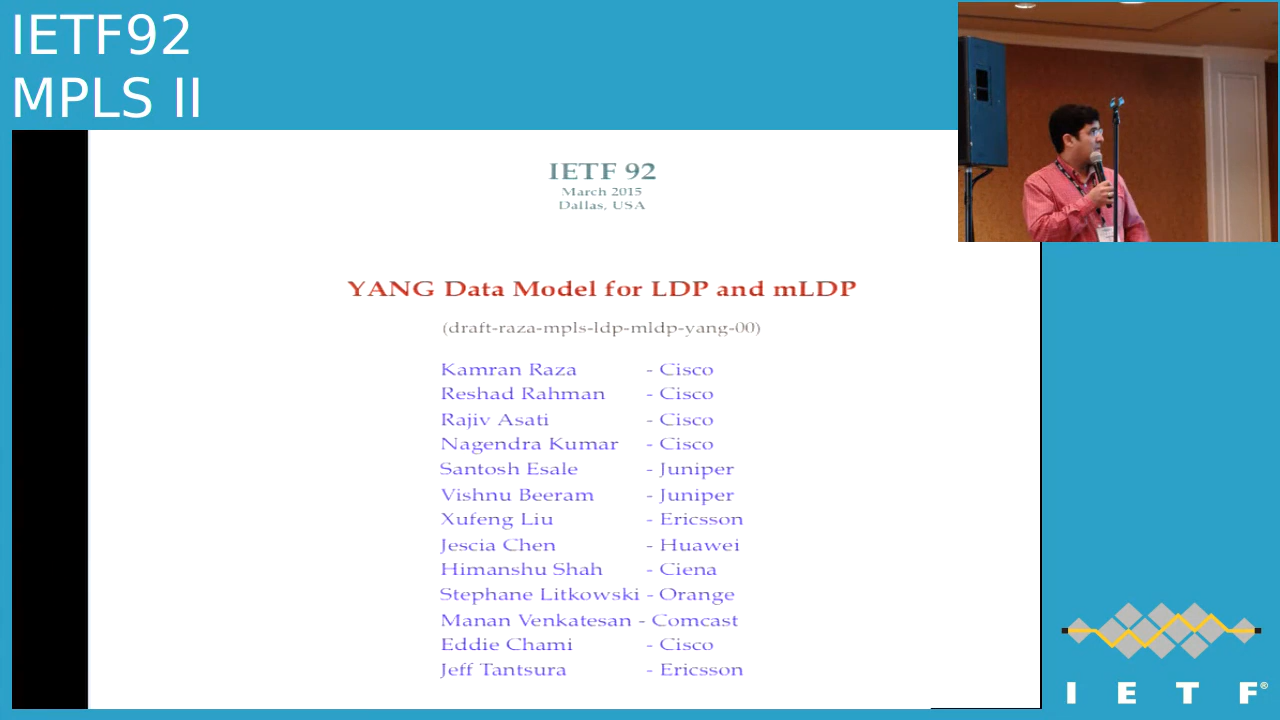 IETF92
MPLS II
IETF 92
March 2015
Dallas, USA
YANG Data Model for LDP and mLDP
(draft-raza-mpls-ldp-mldp-yang-00)
Kamran Raza - Cisco
Reshad Rahman - Cisco
Rajiv Asati - Cisco
Nagendra Kumar - Cisco
Santosh Esale - Juniper
Vishnu Beeram - Juniper
Xufeng Liu - Ericsson
Jescia Chen - Huawei
Himanshu Shah - Ciena
Stephane Litkowski - Orange
Manan Venkatesan - Comcast
Eddie Chami - Cisco
Jeff Tantsura - Ericsson
I E T F®